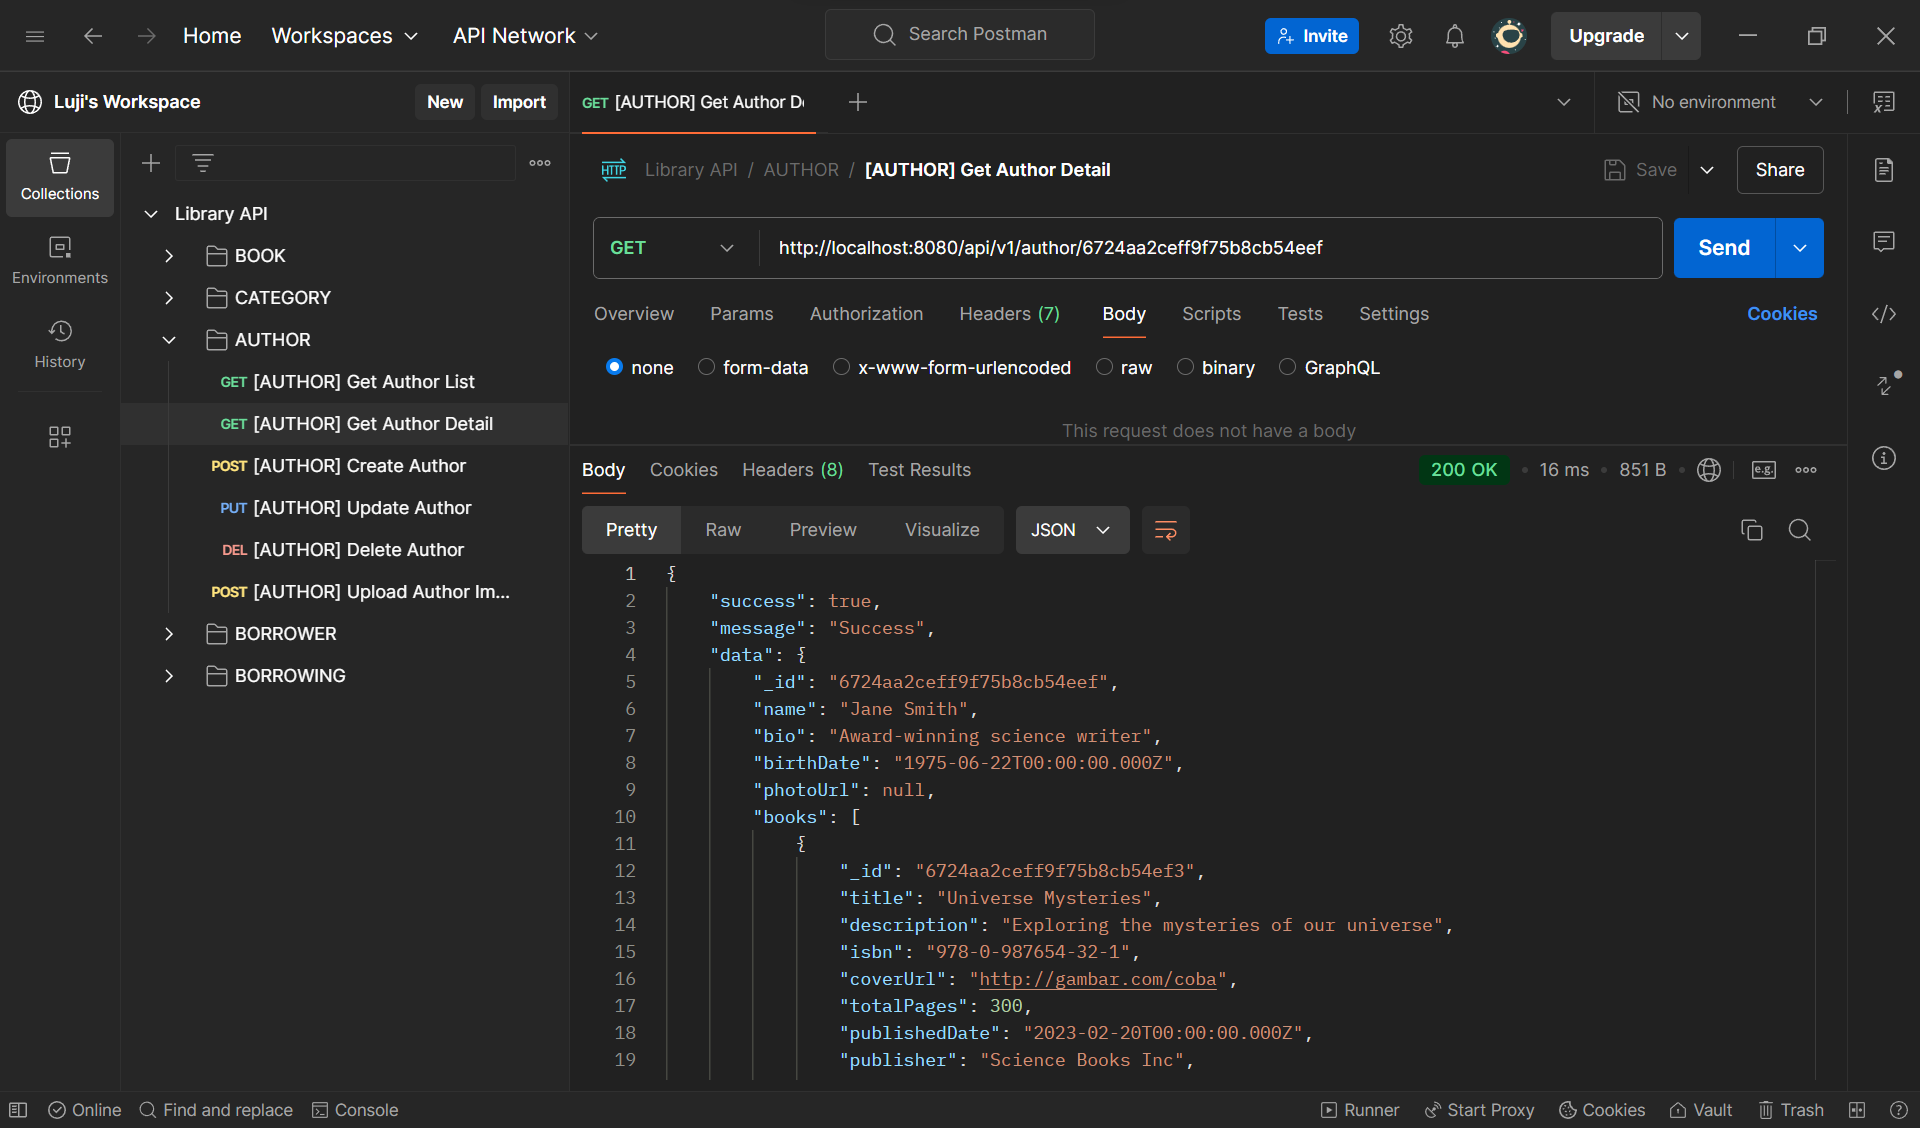 Home Workspaces API Network Search Postman Invite Upgrade
Luji's Workspace New Import GET [AUTHOR] Get Author D No environment
Collections
Environments
History
Library API
BOOK
CATEGORY
AUTHOR
GET [AUTHOR] Get Author List
GET [AUTHOR] Get Author Detail
POST [AUTHOR] Create Author
PUT [AUTHOR] Update Author
DEL [AUTHOR] Delete Author
POST [AUTHOR] Upload Author Im...
BORROWER
BORROWING
HTTP Library API / AUTHOR / [AUTHOR] Get Author Detail Save Share
GET http://localhost:8080/api/v1/author/6724aa2ceff9f75b8cb54eef Send
Overview Params Authorization Headers (7) Body Scripts Tests Settings Cookies
none form-data x-www-form-urlencoded raw binary GraphQL
This request does not have a body
Body Cookies Headers (8) Test Results 200 OK 16 ms 851 B e.g.
Pretty Raw Preview Visualize JSON
1 {
2 "success": true,
3 "message": "Success",
4 "data": {
5 "_id": "6724aa2ceff9f75b8cb54eef",
6 "name": "Jane Smith",
7 "bio": "Award-winning science writer",
8 "birthDate": "1975-06-22T00:00:00.000Z",
9 "photoUrl": null,
10 "books": [
11 {
12 "_id": "6724aa2ceff9f75b8cb54ef3",
13 "title": "Universe Mysteries",
14 "description": "Exploring the mysteries of our universe",
15 "isbn": "978-0-987654-32-1",
16 "coverUrl": "http://gambar.com/coba",
17 "totalPages": 300,
18 "publishedDate": "2023-02-20T00:00:00.000Z",
19 "publisher": "Science Books Inc",
Online Find and replace Console Runner Start Proxy Cookies Vault Trash